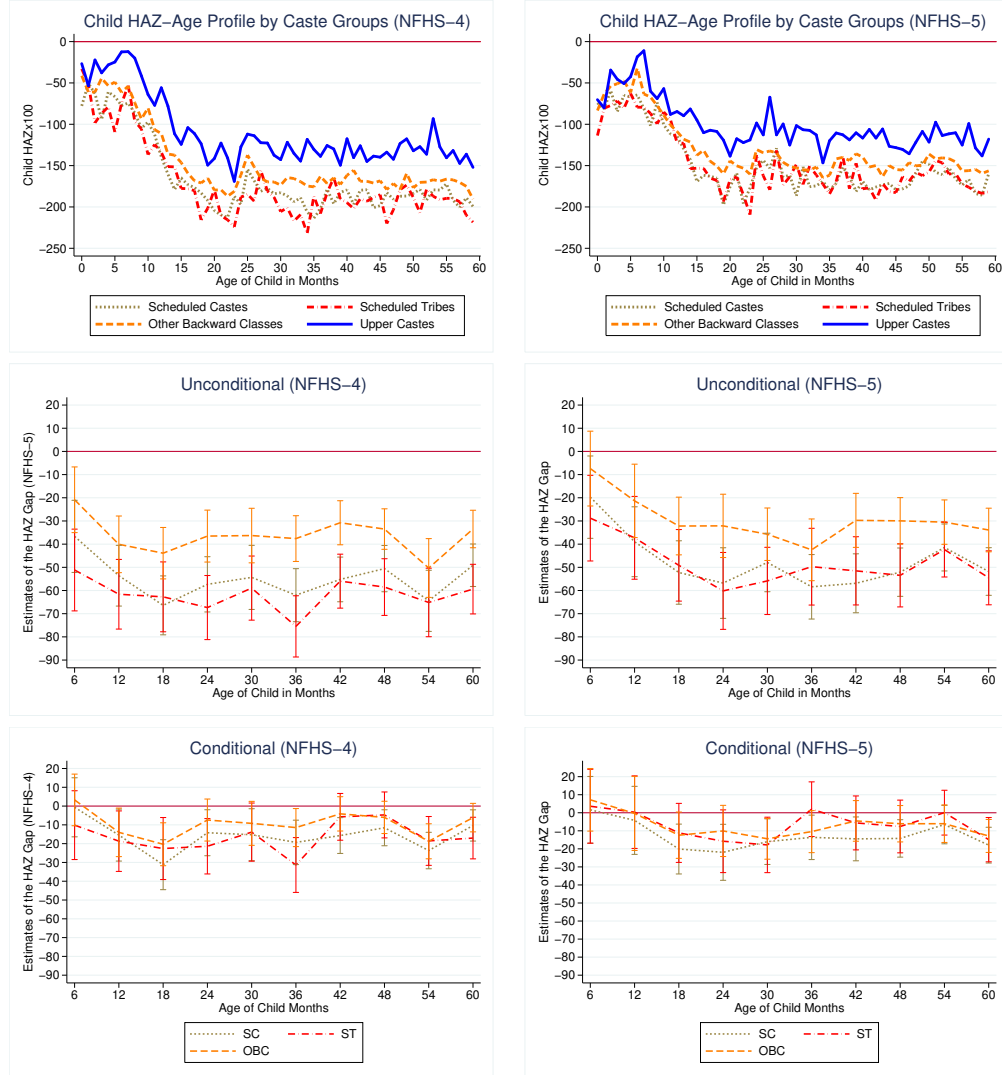 Child HAZ−Age Profile by Caste Groups (NFHS−4)
0
−50
−100
−150
−200
−250
Child HAZx100
0 5 10 15 20 25 30 35 40 45 50 55 60
Age of Child in Months
Scheduled Castes Scheduled Tribes
Other Backward Classes Upper Castes
Child HAZ−Age Profile by Caste Groups (NFHS−5)
0
−50
−100
−150
−200
−250
Child HAZx100
0 5 10 15 20 25 30 35 40 45 50 55 60
Age of Child in Months
Scheduled Castes Scheduled Tribes
Other Backward Classes Upper Castes
Unconditional (NFHS−4)
20
10
0
−10
−20
−30
−40
−50
−60
−70
−80
−90
Estimates of the HAZ Gap (NFHS−5)
6 12 18 24 30 36 42 48 54 60
Age of Child in Months
Unconditional (NFHS−5)
20
10
0
−10
−20
−30
−40
−50
−60
−70
−80
−90
Estimates of the HAZ Gap
6 12 18 24 30 36 42 48 54 60
Age of Child in Months
Conditional (NFHS−4)
20
10
0
−10
−20
−30
−40
−50
−60
−70
−80
−90
Estimates of the HAZ Gap (NFHS−4)
6 12 18 24 30 36 42 48 54 60
Age of Child Months
SC ST
OBC
Conditional (NFHS−5)
20
10
0
−10
−20
−30
−40
−50
−60
−70
−80
−90
Estimates of the HAZ Gap
6 12 18 24 30 36 42 48 54 60
Age of Child Months
SC ST
OBC